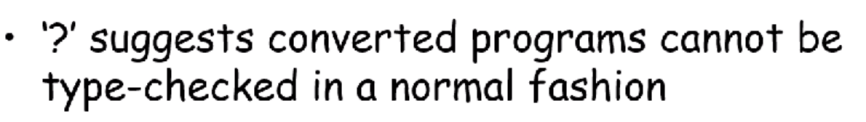 • '?' suggests converted programs cannot be
type-checked in a normal fashion